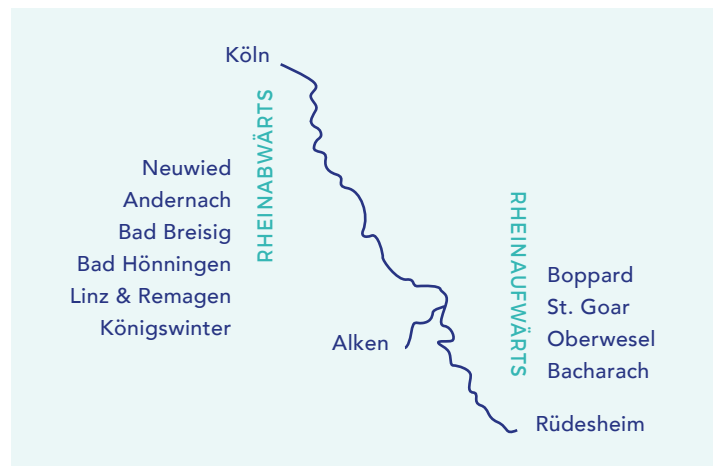 Köln
RHEINABWÄRTS
Neuwied
Andernach
Bad Breisig
Bad Hönningen
Linz & Remagen
Königswinter
RHEINAUFWÄRTS
Boppard
St. Goar
Oberwesel
Bacharach
Alken
Rüdesheim